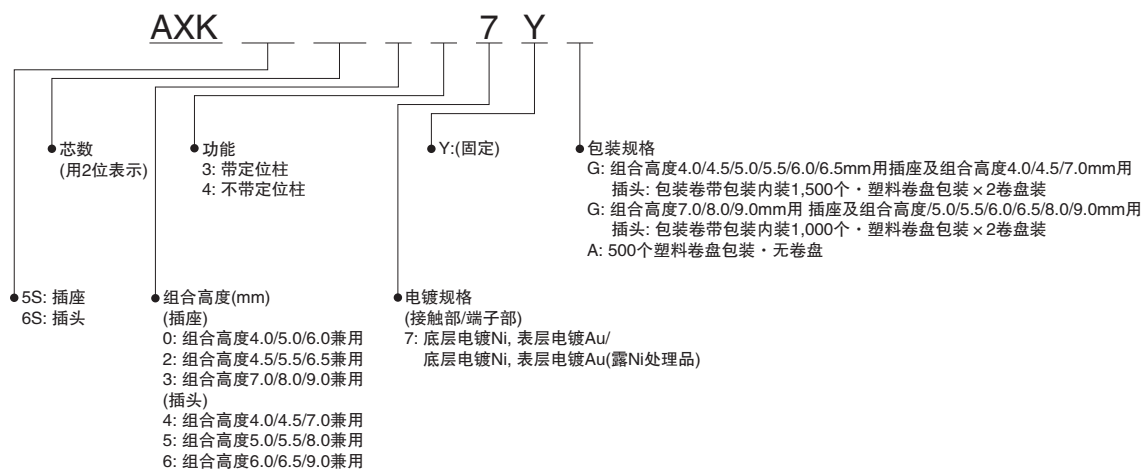 AXK 7 Y
芯数
(用2位表示)
功能
3: 带定位柱
4: 不带定位柱
Y:(固定)
包装规格
G: 组合高度4.0/4.5/5.0/5.5/6.0/6.5mm用插座及组合高度4.0/4.5/7.0mm用
插头: 包装卷带包装内装1,500个・塑料卷盘包装×2卷盘装
G: 组合高度7.0/8.0/9.0mm用 插座及组合高度/5.0/5.5/6.0/6.5/8.0/9.0mm用
插头: 包装卷带包装内装1,000个・塑料卷盘包装×2卷盘装
A: 500个塑料卷盘包装・无卷盘
5S: 插座
6S: 插头
组合高度(mm)
(插座)
0: 组合高度4.0/5.0/6.0兼用
2: 组合高度4.5/5.5/6.5兼用
3: 组合高度7.0/8.0/9.0兼用
(插头)
4: 组合高度4.0/4.5/7.0兼用
5: 组合高度5.0/5.5/8.0兼用
6: 组合高度6.0/6.5/9.0兼用
电镀规格
(接触部/端子部)
7: 底层电镀Ni, 表层电镀Au/
底层电镀Ni, 表层电镀Au(露Ni处理品)